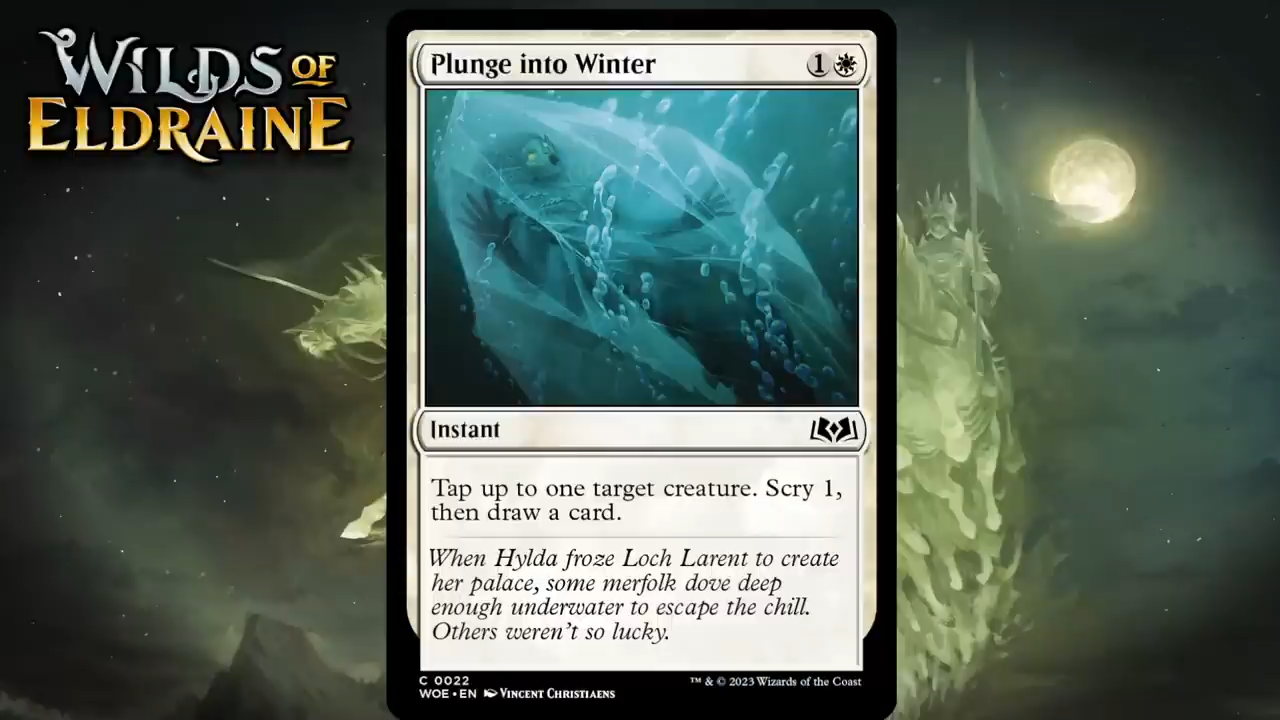 WILDS OF
ELDRAINE
Plunge into Winter 1
Instant
Tap up to one target creature. Scry 1,
then draw a card.
When Hylda froze Loch Larent to create
her palace, some merfolk dove deep
enough underwater to escape the chill.
Others weren't so lucky.
C 0022
WOE • EN VINCENT CHRISTIAENS
™ & © 2023 Wizards of the Coast